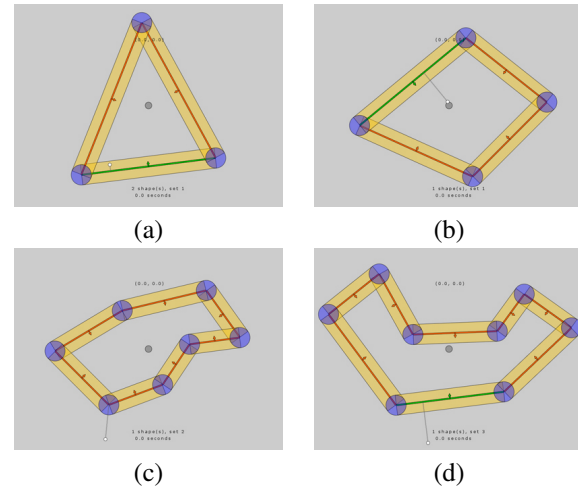 (0.0, 0.0)
2 shape(s), set 1
0.0 seconds
(a)
(0.0, 0.0)
1 shape(s), set 1
0.0 seconds
(b)
(0.0, 0.0)
1 shape(s), set 2
0.0 seconds
(c)
(0.0, 0.0)
1 shape(s), set 3
0.0 seconds
(d)